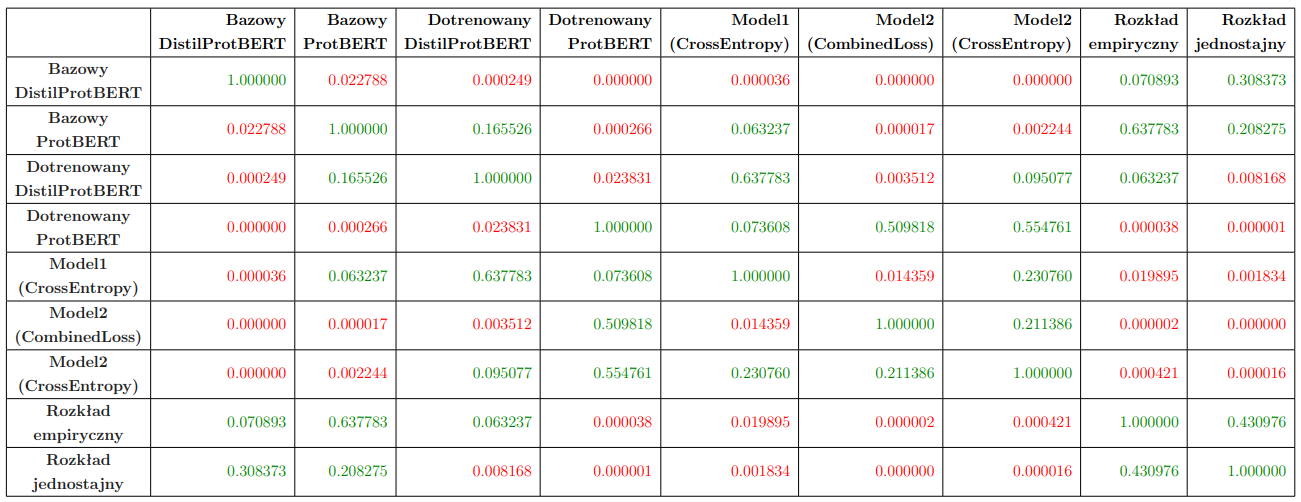 Bazowy Bazowy Dotrenowany Dotrenowany Model1 Model2 Model2 Rozkład Rozkład
DistilProtBERT ProtBERT DistilProtBERT ProtBERT (CrossEntropy) (CombinedLoss) (CrossEntropy) empiryczny jednostajny
Bazowy
DistilProtBERT 1.000000 0.022788 0.000249 0.000000 0.000036 0.000000 0.000000 0.070893 0.308373
Bazowy
ProtBERT 0.022788 1.000000 0.165526 0.000266 0.063237 0.000017 0.002244 0.637783 0.208275
Dotrenowany
DistilProtBERT 0.000249 0.165526 1.000000 0.023831 0.637783 0.003512 0.095077 0.063237 0.008168
Dotrenowany
ProtBERT 0.000000 0.000266 0.023831 1.000000 0.073608 0.509818 0.554761 0.000038 0.000001
Model1
(CrossEntropy) 0.000036 0.063237 0.637783 0.073608 1.000000 0.014359 0.230760 0.019895 0.001834
Model2
(CombinedLoss) 0.000000 0.000017 0.003512 0.509818 0.014359 1.000000 0.211386 0.000002 0.000000
Model2
(CrossEntropy) 0.000000 0.002244 0.095077 0.554761 0.230760 0.211386 1.000000 0.000421 0.000016
Rozkład
empiryczny 0.070893 0.637783 0.063237 0.000038 0.019895 0.000002 0.000421 1.000000 0.430976
Rozkład
jednostajny 0.308373 0.208275 0.008168 0.000001 0.001834 0.000000 0.000016 0.430976 1.000000